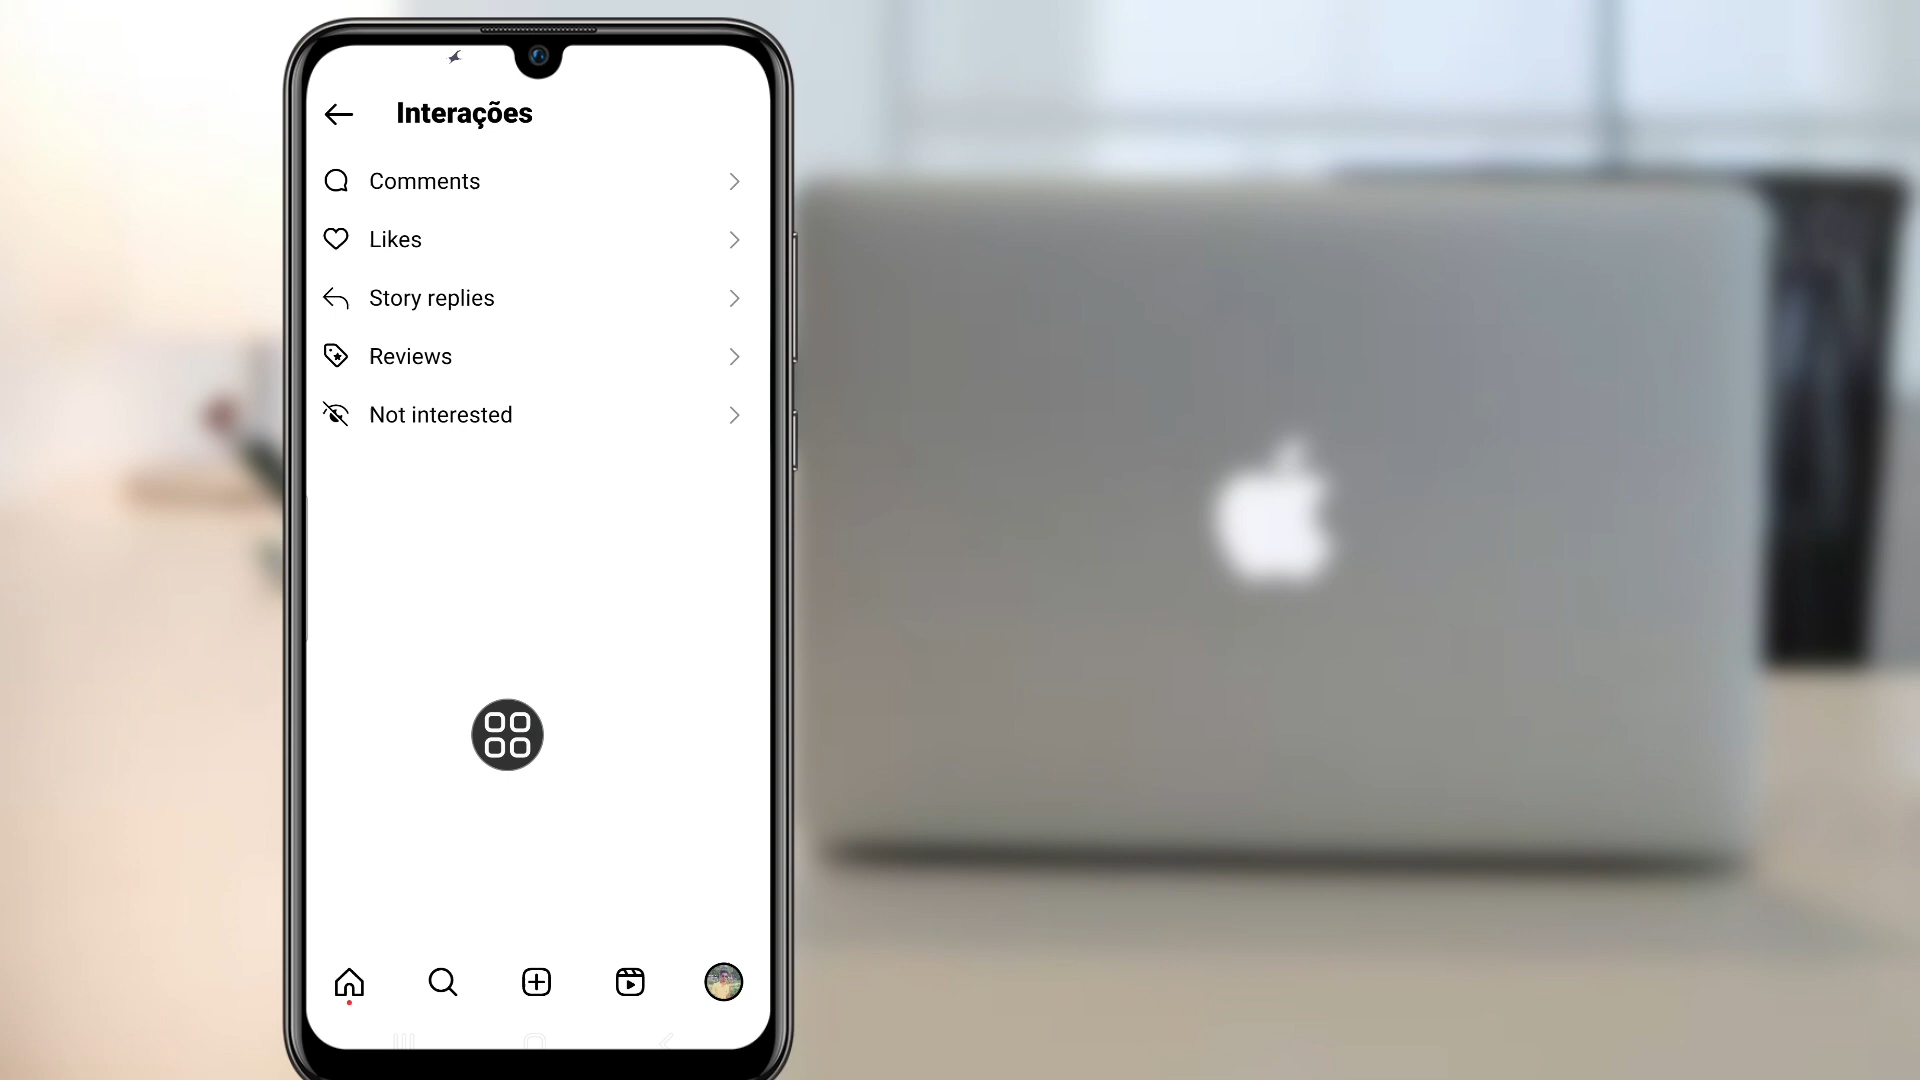 Interações
Comments
Likes
Story replies
Reviews
Not interested